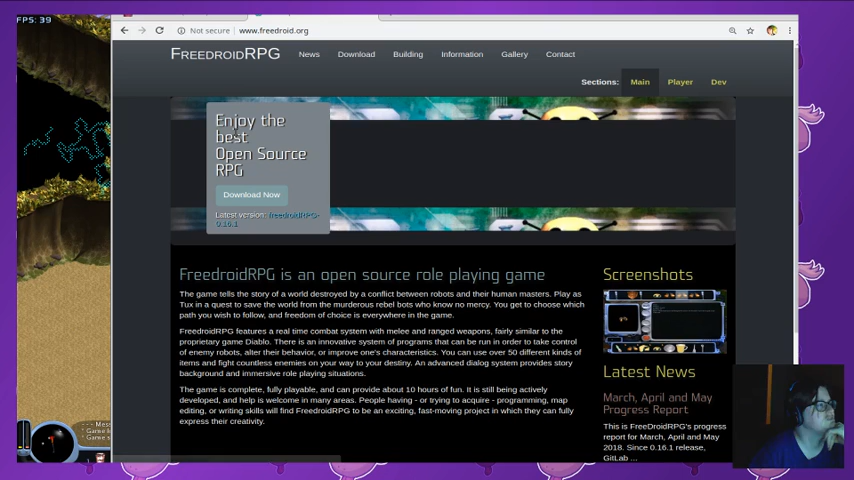 FPS: 39
Not secure www.freedroid.org
FREEDROIDRPG News Download Building Information Gallery Contact
Sections: Main Player Dev
Enjoy the
best
Open Source
RPG
Download Now
Latest version: freedroidRPG-
0.16.1
FreedroidRPG is an open source role playing game
The game tells the story of a world destroyed by a conflict between robots and their human masters. Play as
Tux in a quest to save the world from the murderous rebel bots who know no mercy. You get to choose which
path you wish to follow, and freedom of choice is everywhere in the game.
FreedroidRPG features a real time combat system with melee and ranged weapons, fairly similar to the
proprietary game Diablo. There is an innovative system of programs that can be run in order to take control
of enemy robots, alter their behavior, or improve one's characteristics. You can use over 50 different kinds of
items and fight countless enemies on your way to your destiny. An advanced dialog system provides story
background and immersive role playing situations.
The game is complete, fully playable, and can provide about 10 hours of fun. It is still being actively
developed, and help is welcome in many areas. People having - or trying to acquire - programming, map
editing, or writing skills will find FreedroidRPG to be an exciting, fast-moving project in which they can fully
express their creativity.
Screenshots
Latest News
March, April and May
Progress Report
This is FreeDroidRPG's progress
report for March, April and May
2018. Since 0.16.1 release,
GitLab ...
- - - Mess
* Game l
* Game s